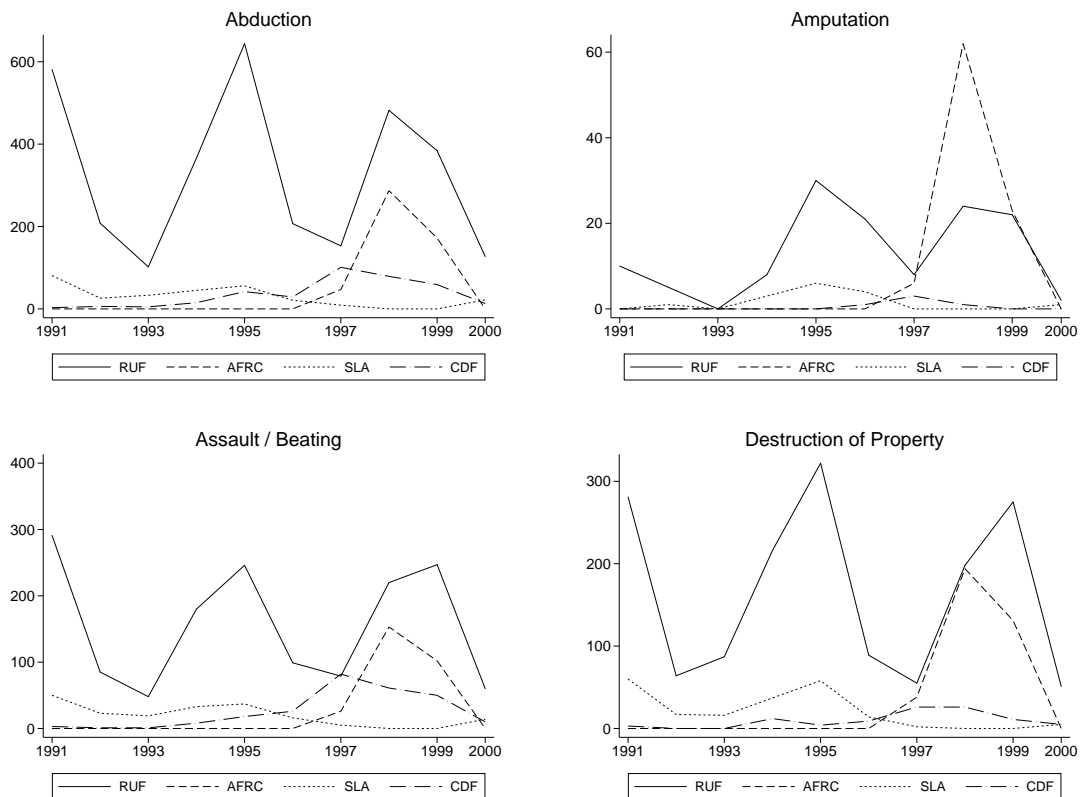 Abduction
600
400
200
0
1991 1993 1995 1997 1999 2000
RUF AFRC SLA CDF
Amputation
60
40
20
0
1991 1993 1995 1997 1999 2000
RUF AFRC SLA CDF
Assault / Beating
400
300
200
100
0
1991 1993 1995 1997 1999 2000
RUF AFRC SLA CDF
Destruction of Property
300
200
100
0
1991 1993 1995 1997 1999 2000
RUF AFRC SLA CDF